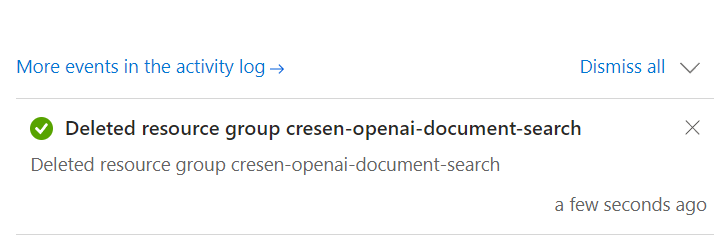 More events in the activity log →
Dismiss all
Deleted resource group cresen-openai-document-search
Deleted resource group cresen-openai-document-search
a few seconds ago